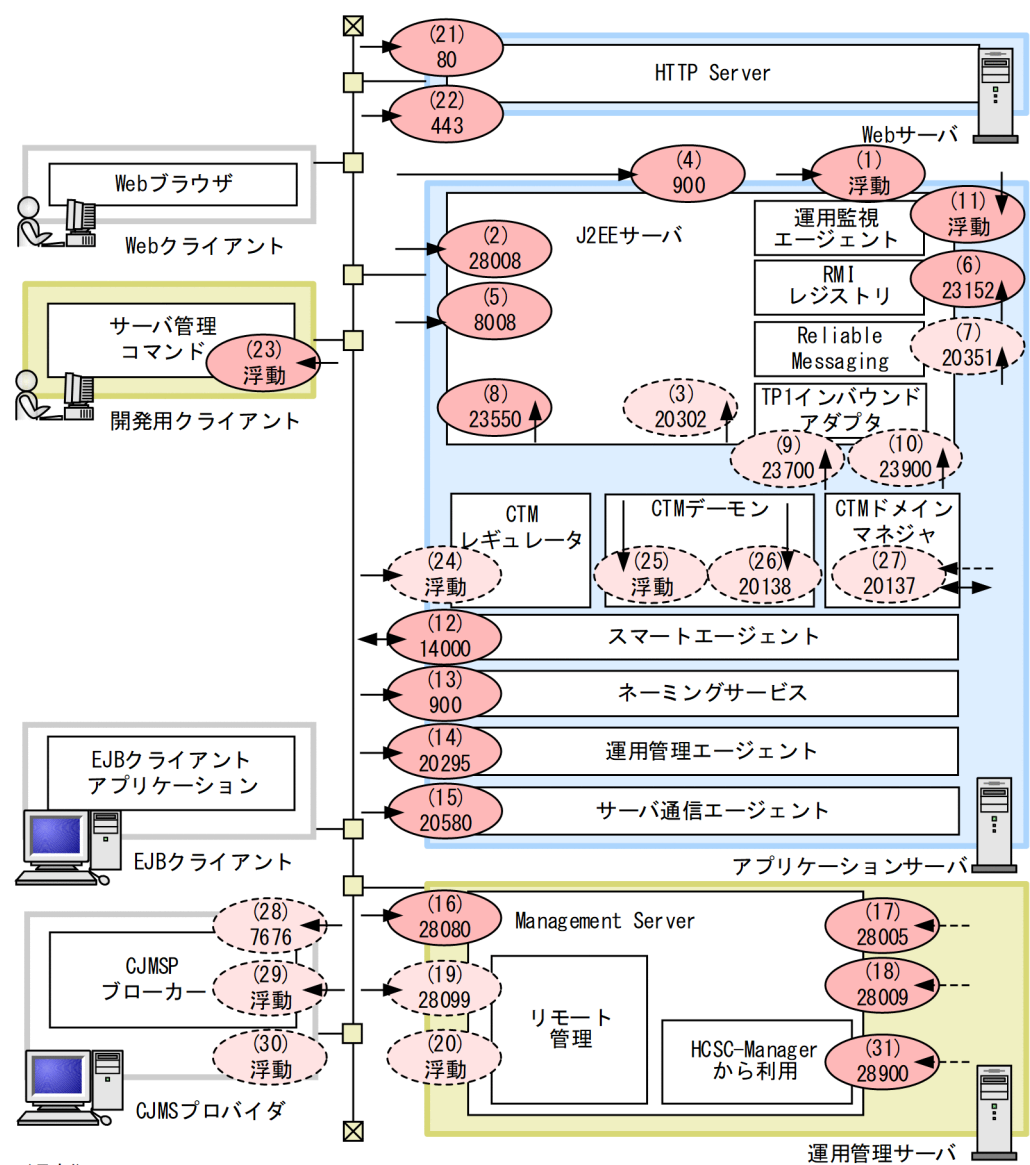 (21)
80
HTTP Server
(22)
443
Webサーバ
Webブラウザ
Webクライアント
(4)
900
(1)
浮動
(11)
浮動
運用監視
エージェント
J2EEサーバ
(2)
28008
(6)
23152
RMI
レジストリ
(5)
8008
(7)
20351
Reliable
Messaging
サーバ管理
コマンド
(23)
浮動
開発用クライアント
(8)
23550
(3)
20302
TP1インバウンド
アダプタ
(9)
23700
(10)
23900
CTM
レギュレータ
CTMデーモン
CTMドメイン
マネジャ
(24)
浮動
(25)
浮動
(26)
20138
(27)
20137
(12)
14000
スマートエージェント
(13)
900
ネーミングサービス
(14)
20295
運用管理エージェント
(15)
20580
サーバ通信エージェント
EJBクライアント
アプリケーション
EJBクライアント
アプリケーションサーバ
(16)
28080
Management Server
(17)
28005
(28)
7676
CJMSP
ブローカー
(29)
浮動
(19)
28099
(18)
28009
リモート
管理
HCSC-Manager
から利用
(30)
浮動
(20)
浮動
(31)
28900
CJMSプロバイダ
運用管理サーバ